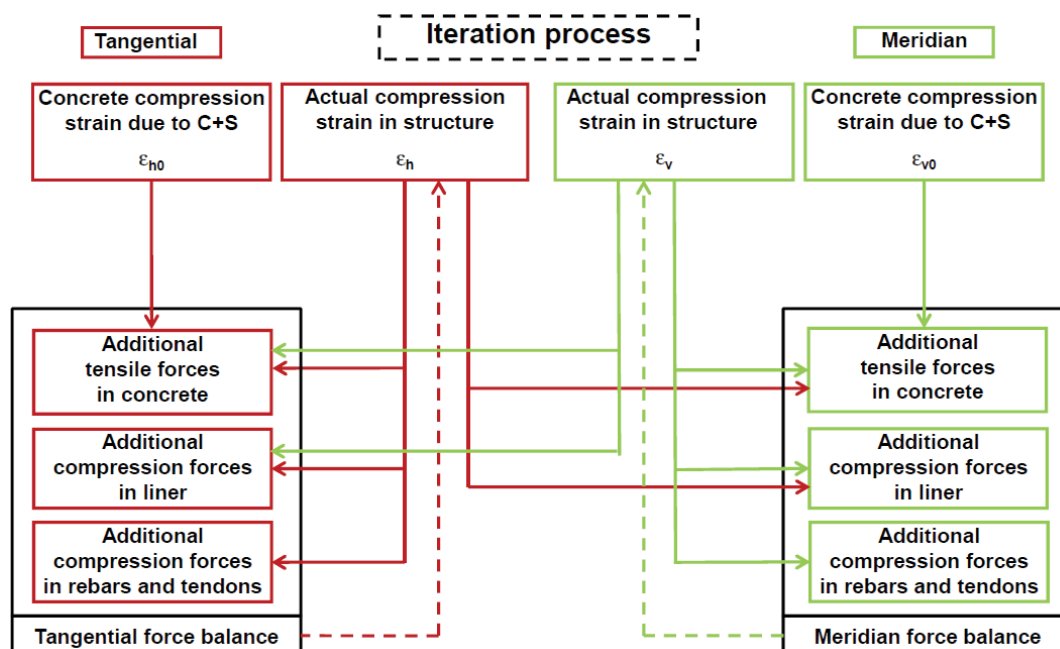 Tangential
Iteration process
Meridian
Concrete compression
strain due to C+S
εh0
Actual compression
strain in structure
εh
Actual compression
strain in structure
εv
Concrete compression
strain due to C+S
εv0
Additional
tensile forces
in concrete
Additional
compression forces
in liner
Additional
compression forces
in rebars and tendons
Tangential force balance
Additional
tensile forces
in concrete
Additional
compression forces
in liner
Additional
compression forces
in rebars and tendons
Meridian force balance